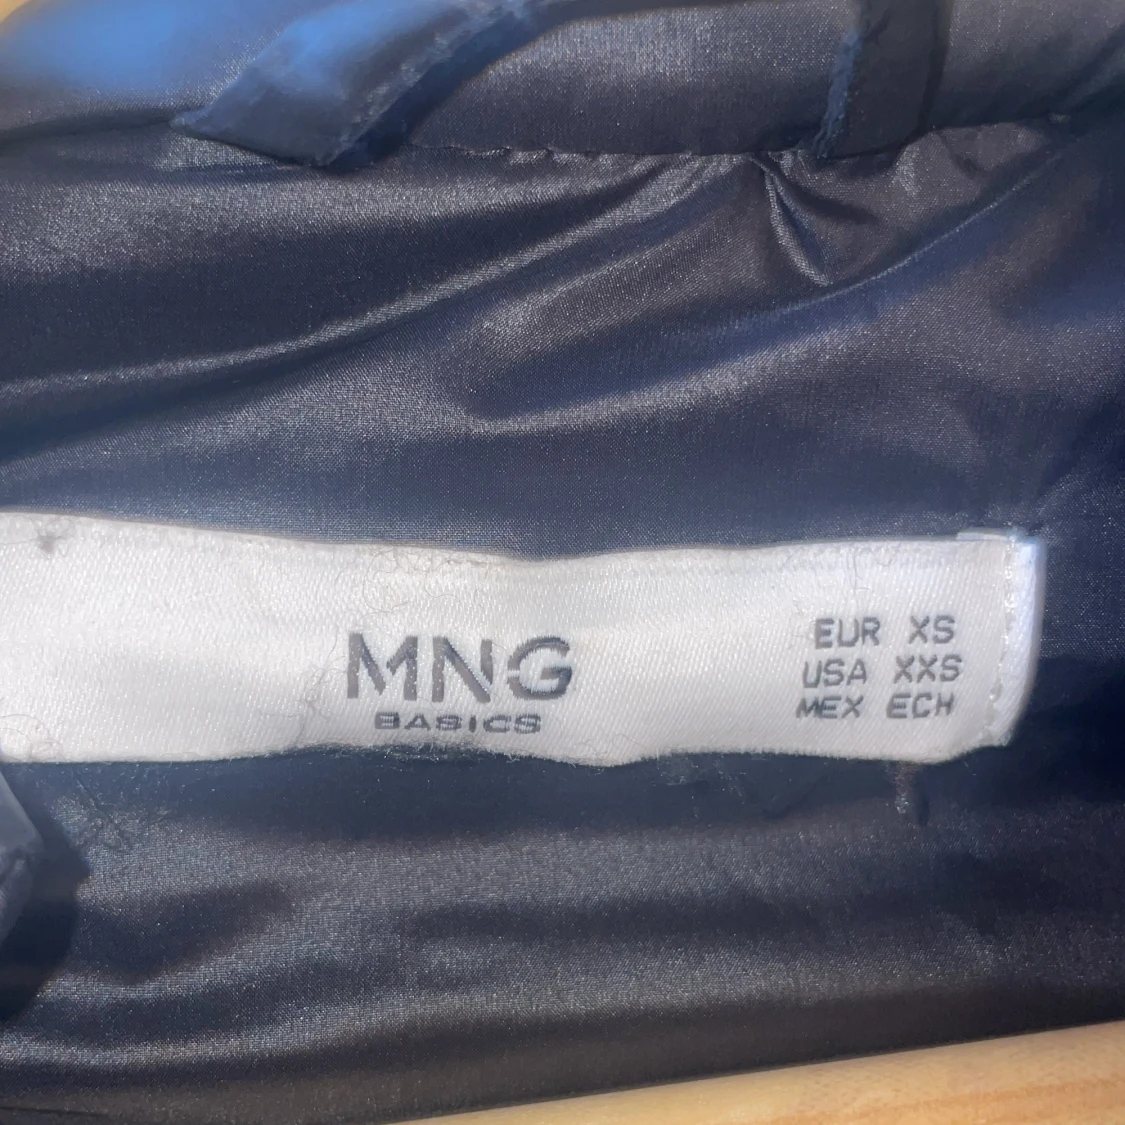 MNG
BASICS
EUR XS
USA XXS
MEX ECH